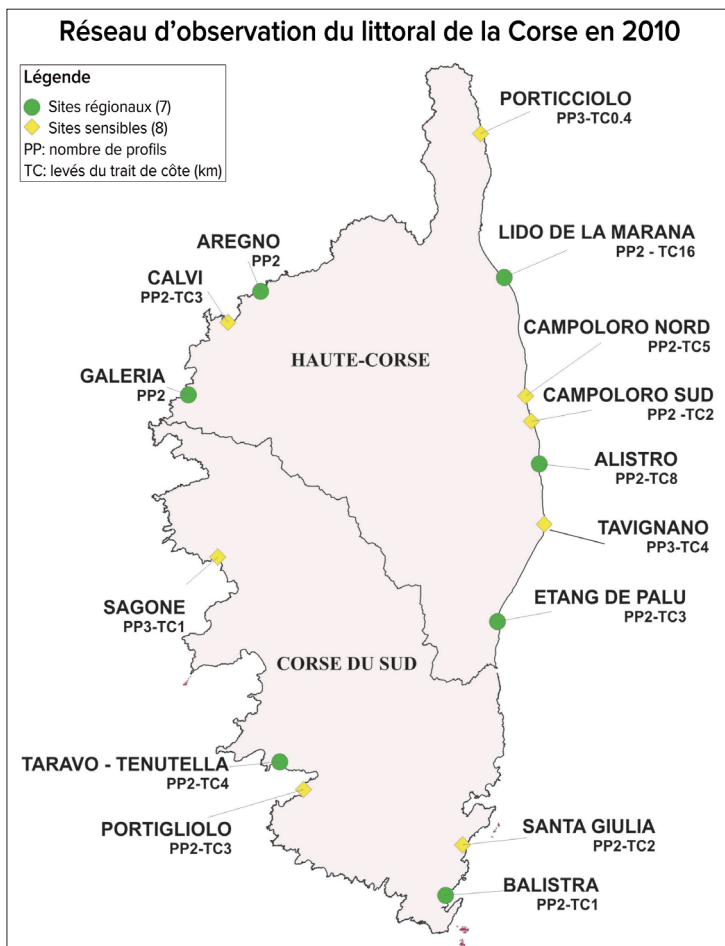 Réseau d'observation du littoral de la Corse en 2010
Légende
Sites régionaux (7)
Sites sensibles (8)
PP: nombre de profils
TC: levés du trait de côte (km)
PORTICCIOLO
PP3-TC0.4
LIDO DE LA MARANA
PP2 - TC16
AREGNO
PP2
CALVI
PP2-TC3
CAMPOLORO NORD
PP2-TC5
HAUTE-CORSE
GALERIA
PP2
CAMPOLORO SUD
PP2 -TC2
ALISTRO
PP2-TC8
TAVIGNANO
PP3-TC4
SAGONE
PP3-TC1
ETANG DE PALU
PP2-TC3
CORSE DU SUD
TARAVO - TENUTELLA
PP2-TC4
PORTIGLIOLO
PP2-TC3
SANTA GIULIA
PP2-TC2
BALISTRA
PP2-TC1